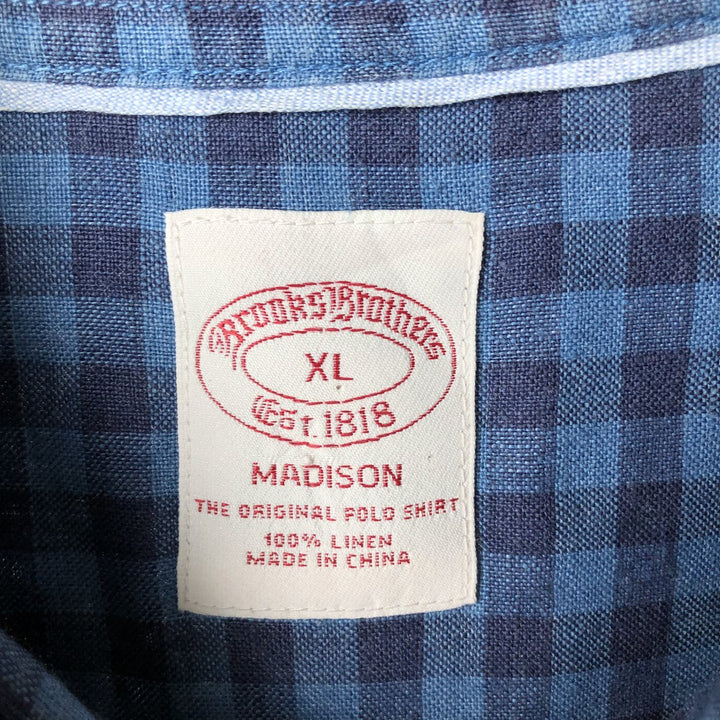 Brooks Brothers
XL
Est. 1818
MADISON
THE ORIGINAL POLO SHIRT
100% LINEN
MADE IN CHINA